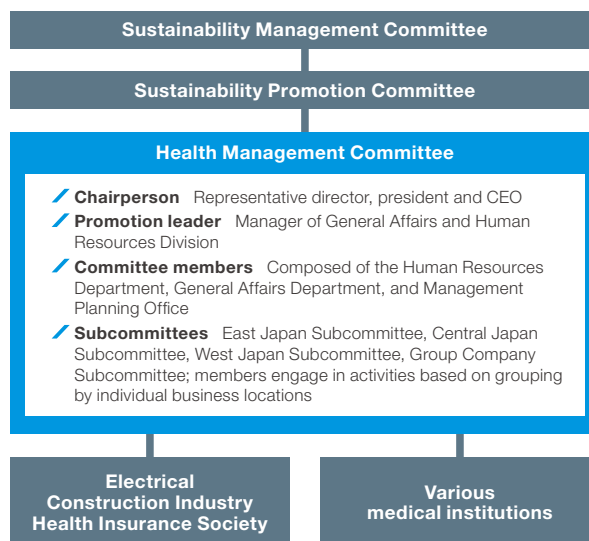 Sustainability Management Committee
Sustainability Promotion Committee
Health Management Committee
Chairperson Representative director, president and CEO
Promotion leader Manager of General Affairs and Human
Resources Division
Committee members Composed of the Human Resources
Department, General Affairs Department, and Management
Planning Office
Subcommittees East Japan Subcommittee, Central Japan
Subcommittee, West Japan Subcommittee, Group Company
Subcommittee; members engage in activities based on grouping
by individual business locations
Electrical
Construction Industry
Health Insurance Society
Various
medical institutions